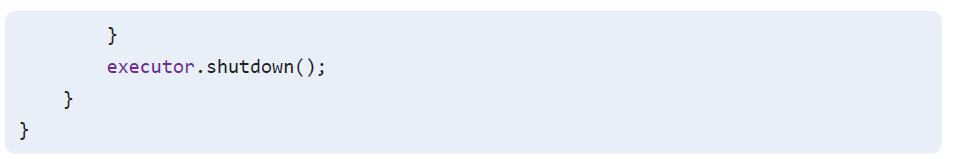 }
        executor.shutdown();
    }
}